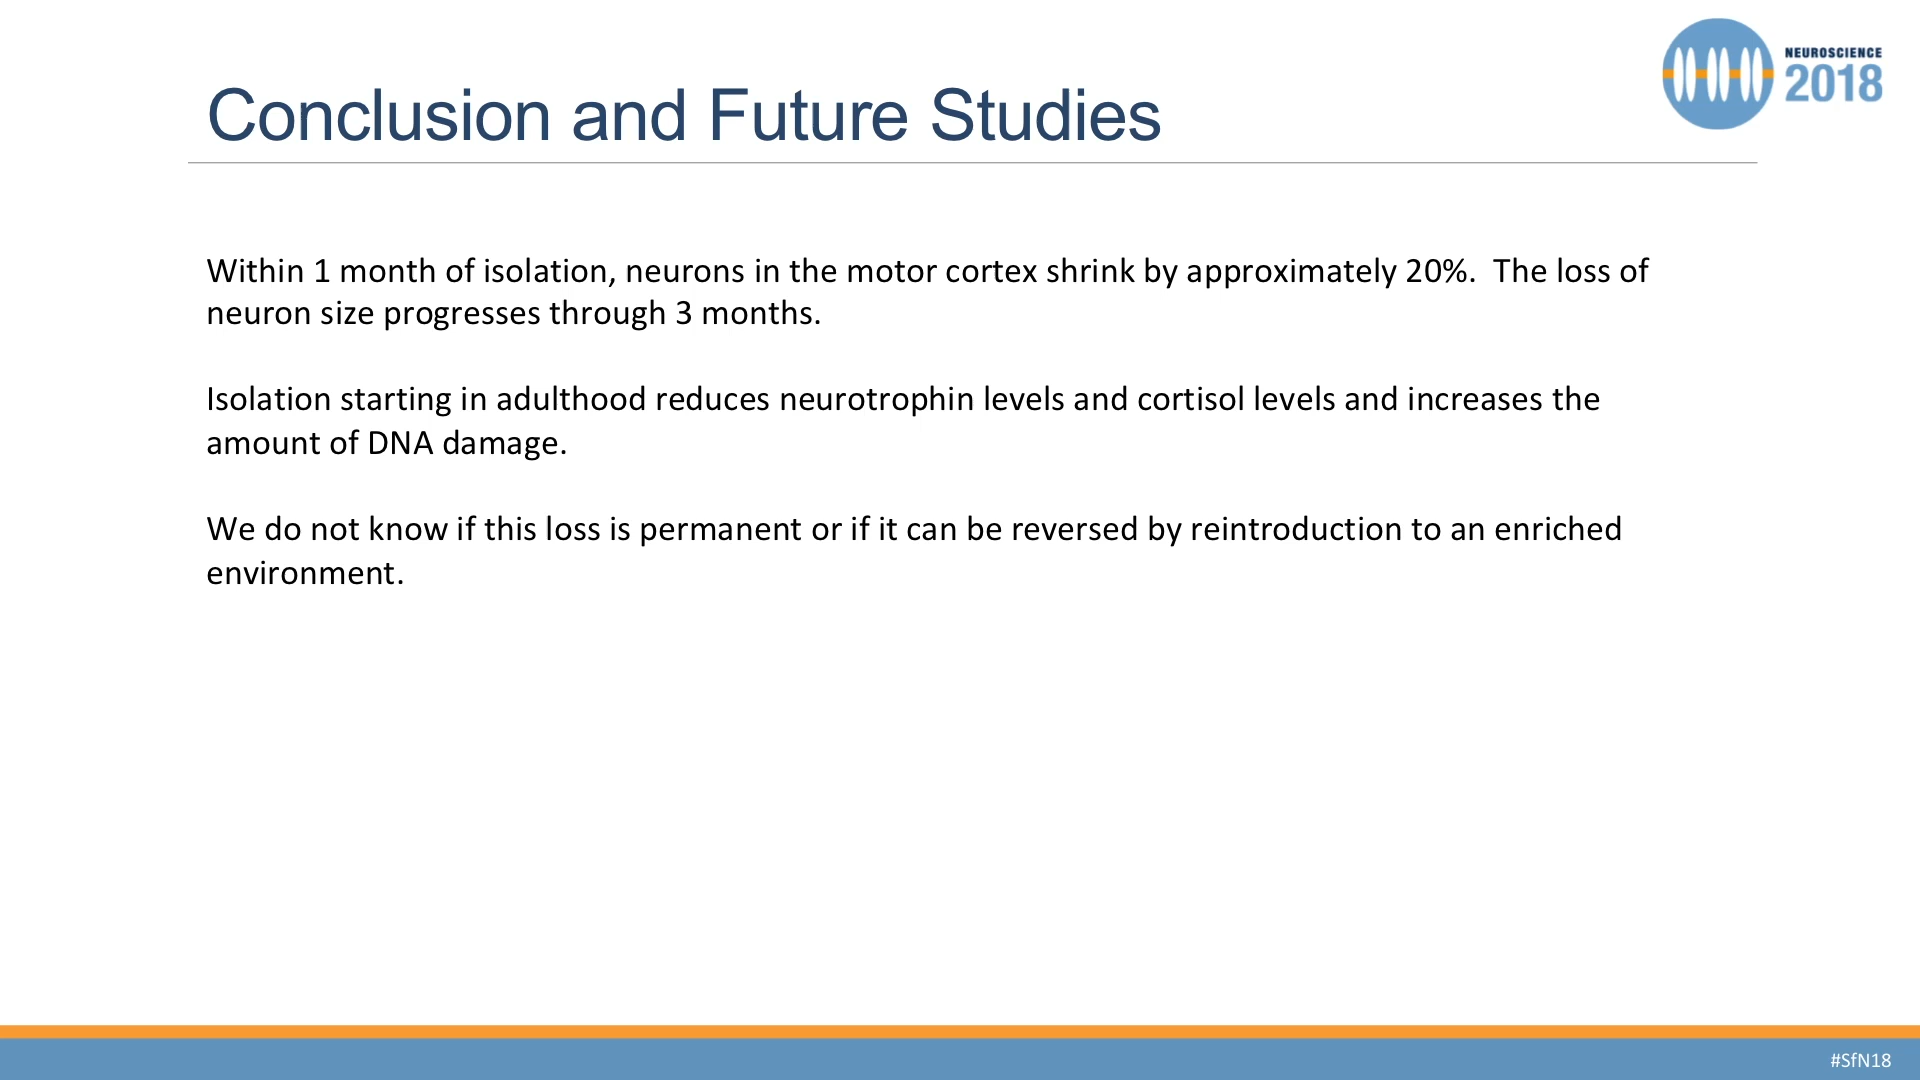 NEUROSCIENCE
2018
Conclusion and Future Studies
Within 1 month of isolation, neurons in the motor cortex shrink by approximately 20%.  The loss of
neuron size progresses through 3 months.
Isolation starting in adulthood reduces neurotrophin levels and cortisol levels and increases the
amount of DNA damage.
We do not know if this loss is permanent or if it can be reversed by reintroduction to an enriched
environment.
#SfN18